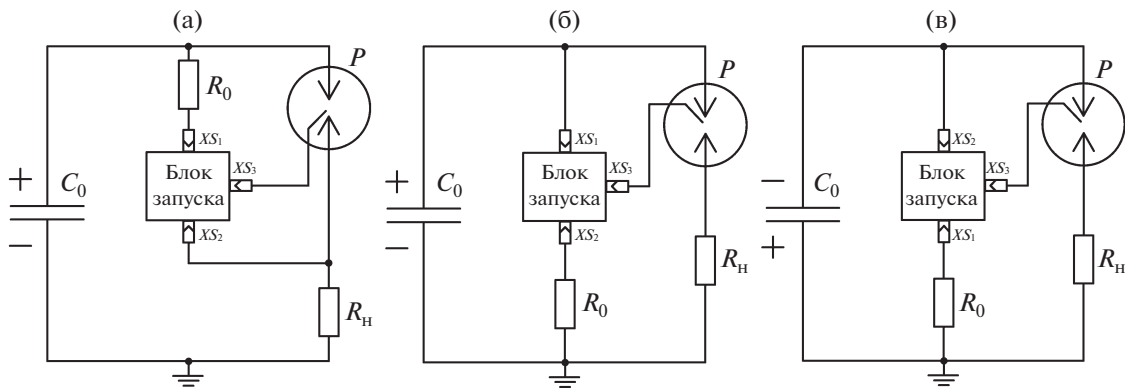 (а)
P
R₀
XS₁
Блок
запуска
XS₃
XS₂
+
C₀
−
Rн
(б)
P
XS₁
Блок
запуска
XS₃
XS₂
+
C₀
−
Rн
R₀
(в)
P
XS₂
Блок
запуска
XS₃
XS₁
−
C₀
+
Rн
R₀